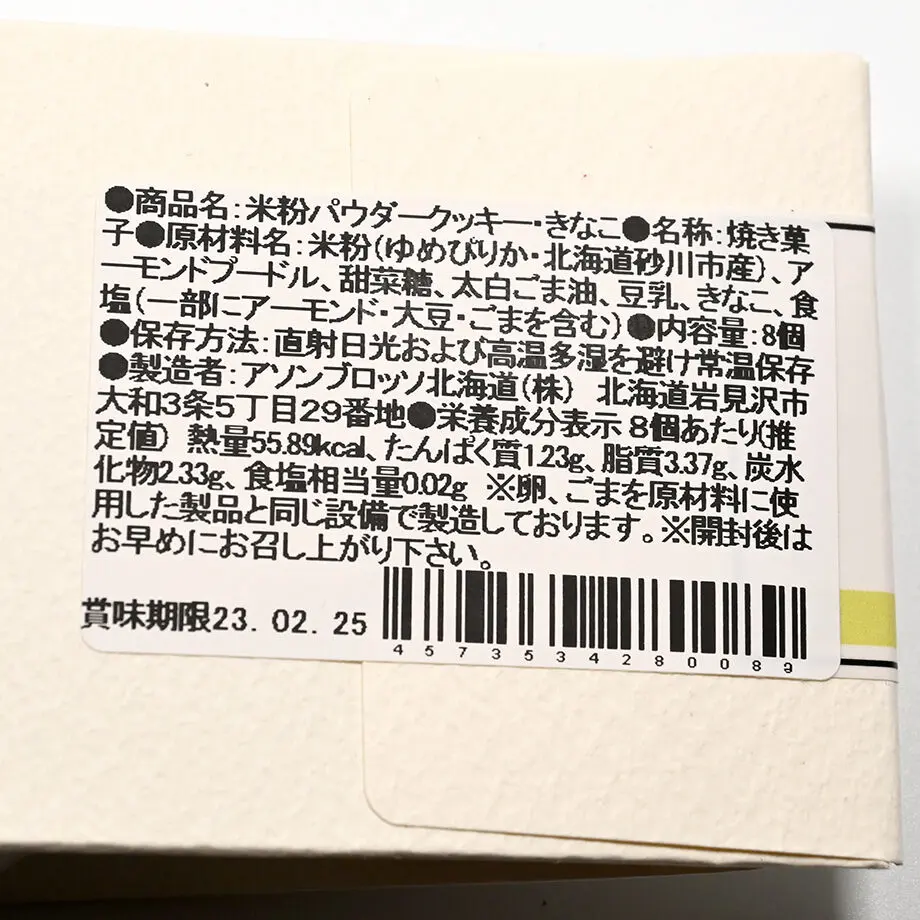 ●商品名:米粉パウダークッキー・きなこ●名称:焼き菓
子●原材料名:米粉(ゆめぴりか・北海道砂川市産)、ア
ーモンドプードル、甜菜糖、太白ごま油、豆乳、きなこ、食
塩(一部にアーモンド・大豆・ごまを含む)●内容量:8個
●保存方法:直射日光および高温多湿を避け常温保存
●製造者:アソンブロッソ北海道(株) 北海道岩見沢市
大和3条5丁目29番地●栄養成分表示 8個あたり(推
定値) 熱量55.89kcal、たんぱく質1.23g、脂質3.37g、炭水
化物2.33g、食塩相当量0.02g ※卵、ごまを原材料に使
用した製品と同じ設備で製造しております。※開封後は
お早めにお召し上がり下さい。
賞味期限23.02.25
4573534280089